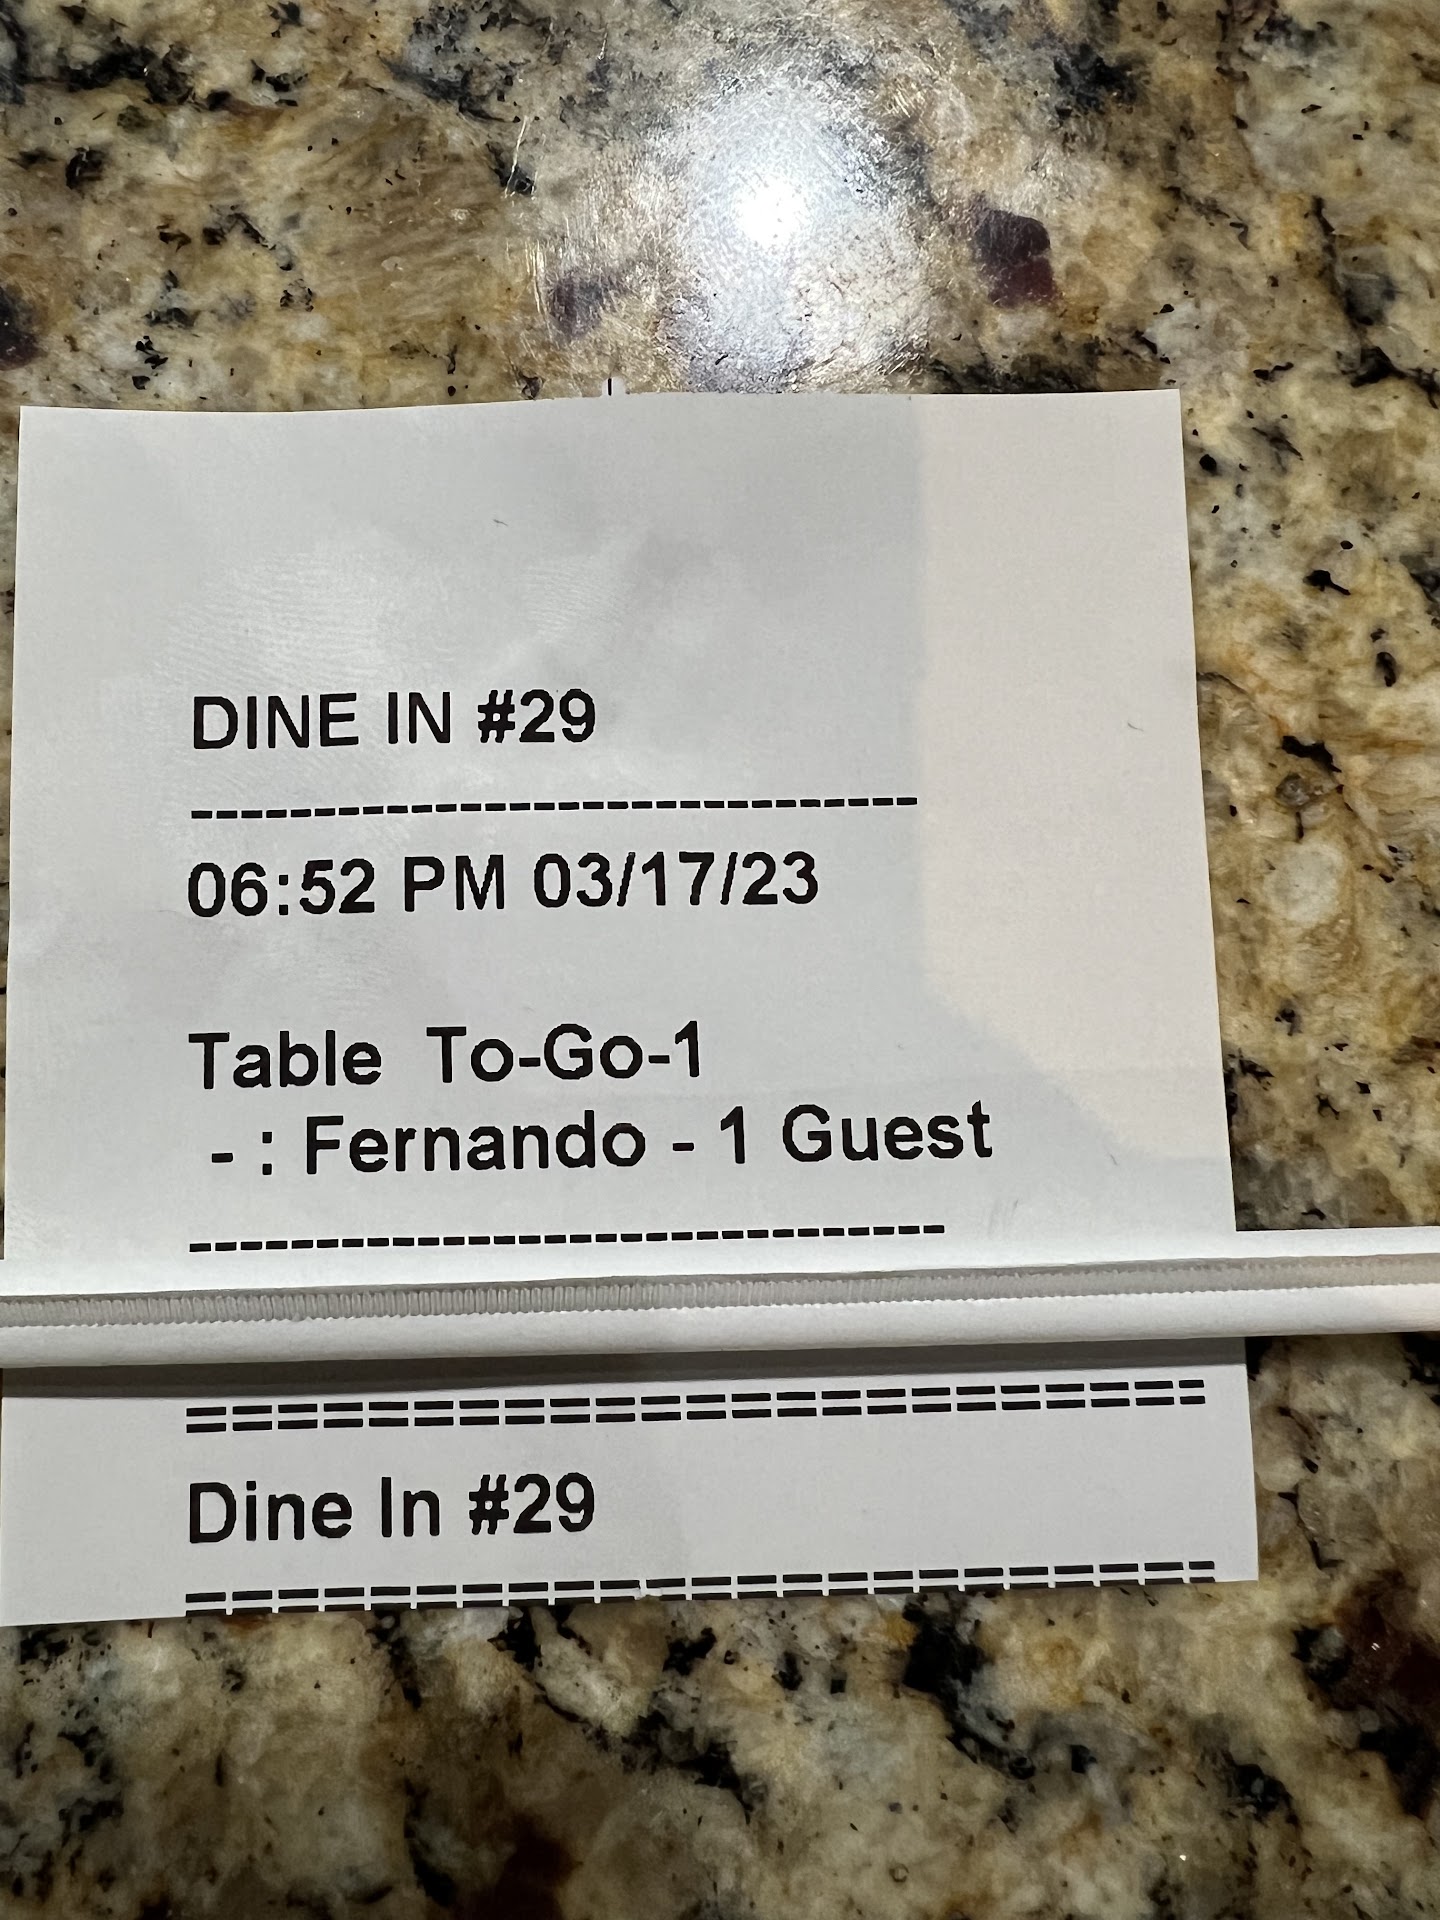 DINE IN #29
------------------------------
06:52 PM 03/17/23
Table To-Go-1
- : Fernando - 1 Guest
------------------------------
=======================
Dine In #29
=======================